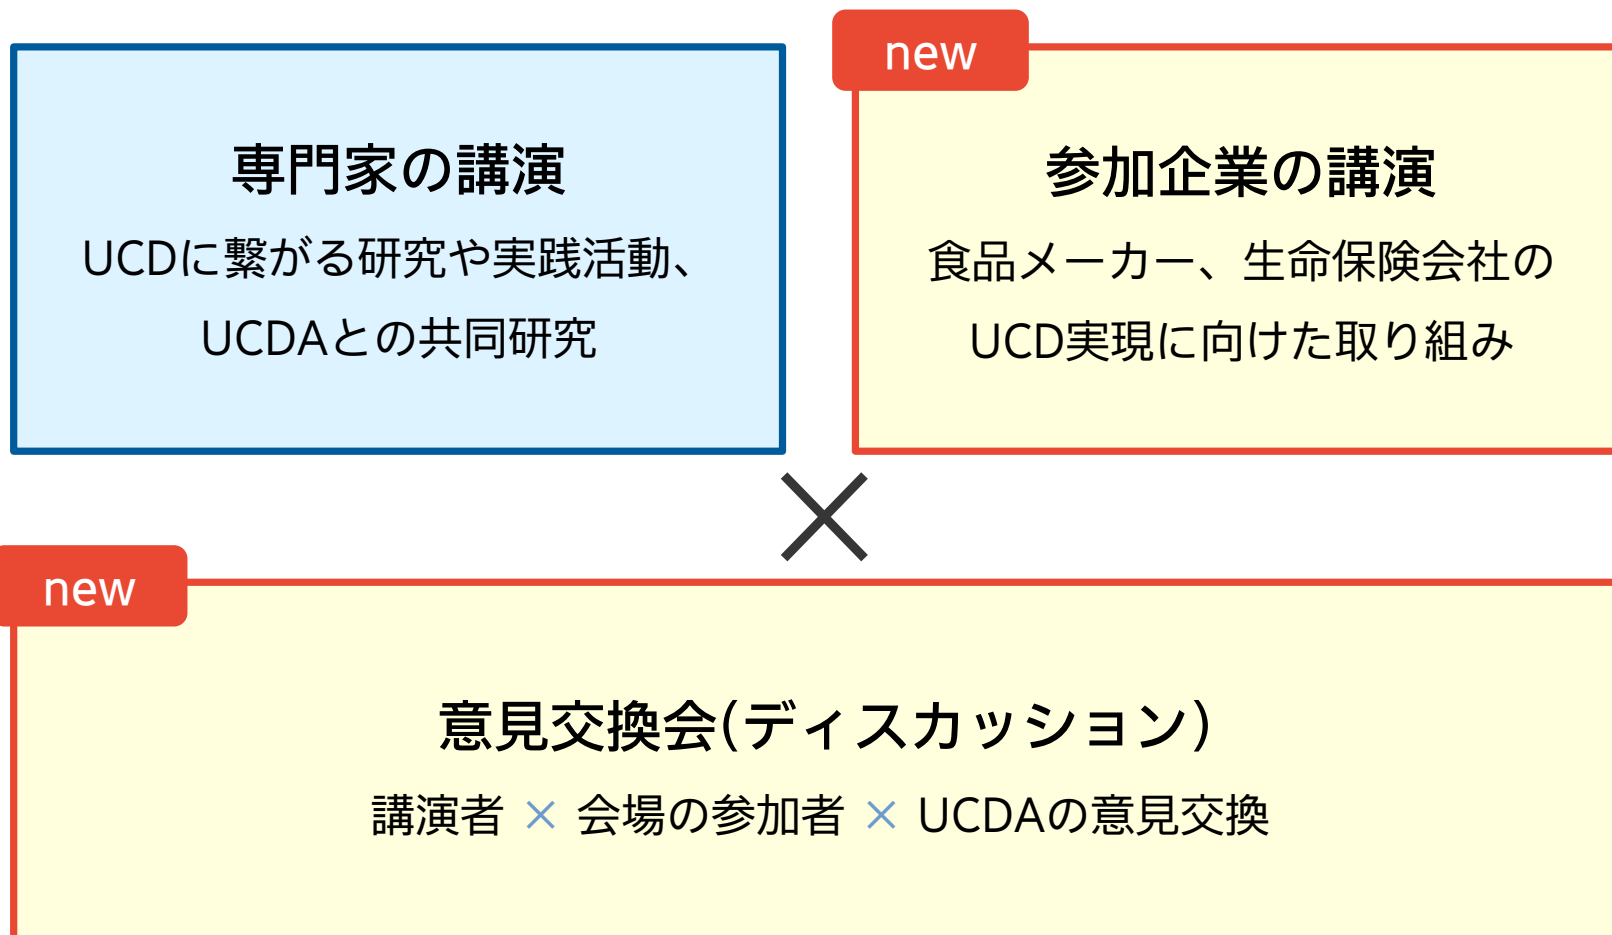 専門家の講演
UCDに繋がる研究や実践活動、
UCDAとの共同研究
new
参加企業の講演
食品メーカー、生命保険会社の
UCD実現に向けた取り組み
×
new
意見交換会(ディスカッション)
講演者 × 会場の参加者 × UCDAの意見交換